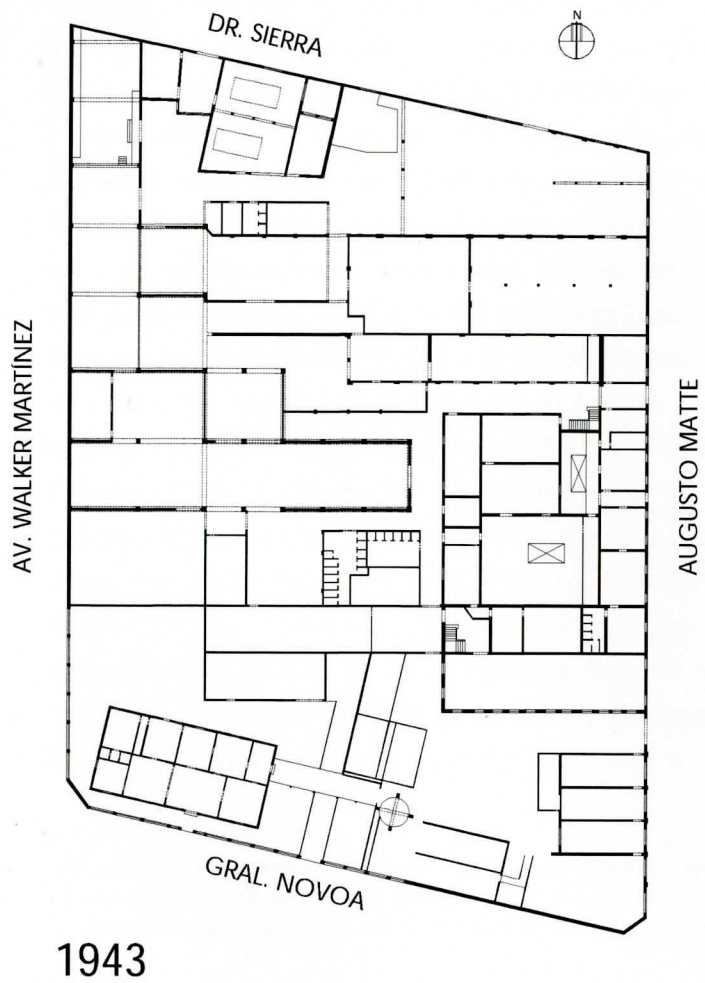 N
DR. SIERRA
AV. WALKER MARTÍNEZ
AUGUSTO MATTE
GRAL. NOVOA
1943